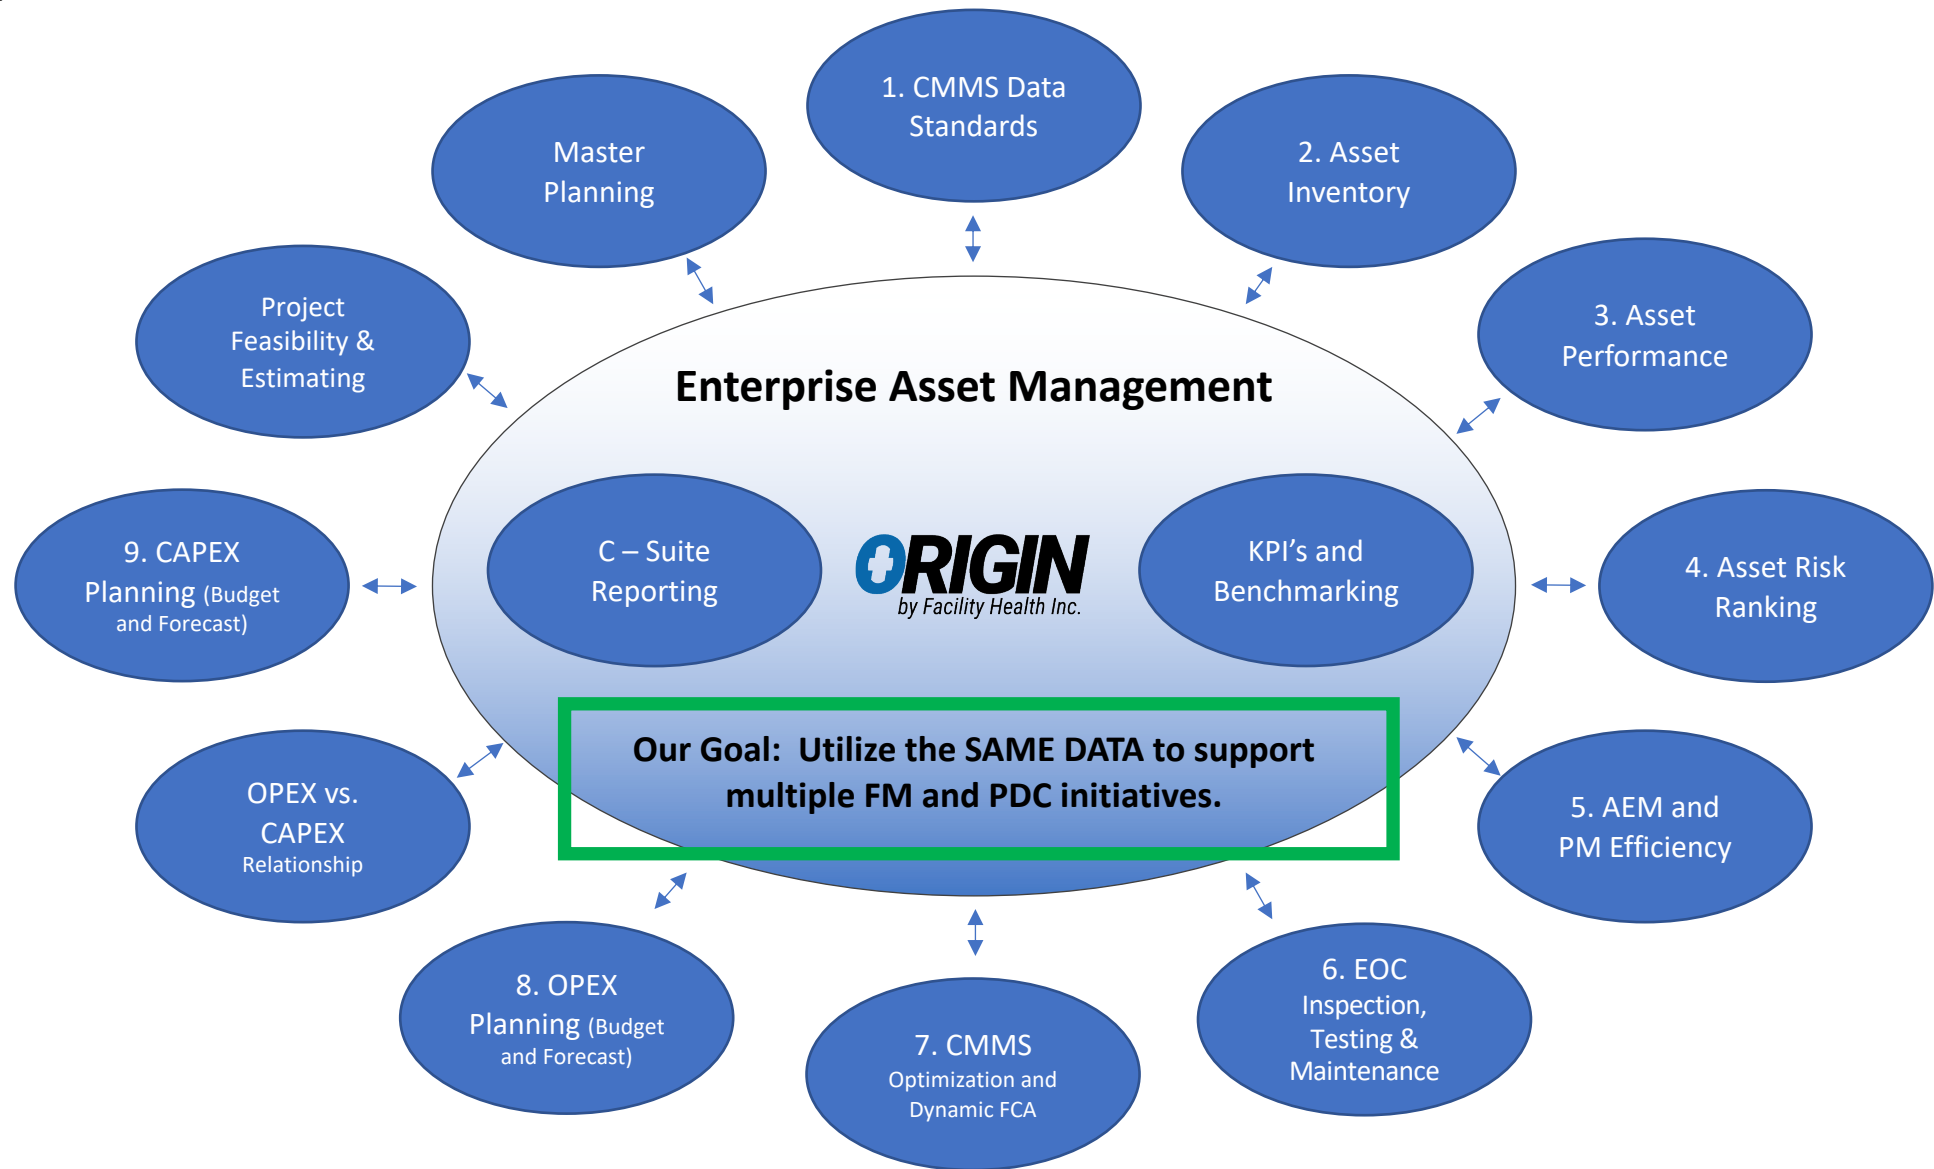 1. CMMS Data
Standards
Master
Planning
2. Asset
Inventory
Project
Feasibility &
Estimating
3. Asset
Performance
Enterprise Asset Management
9. CAPEX
Planning (Budget
and Forecast)
C – Suite
Reporting
ORIGIN
by Facility Health Inc.
KPI's and
Benchmarking
4. Asset Risk
Ranking
Our Goal: Utilize the SAME DATA to support
multiple FM and PDC initiatives.
OPEX vs.
CAPEX
Relationship
5. AEM and
PM Efficiency
8. OPEX
Planning (Budget
and Forecast)
7. CMMS
Optimization and
Dynamic FCA
6. EOC
Inspection,
Testing &
Maintenance